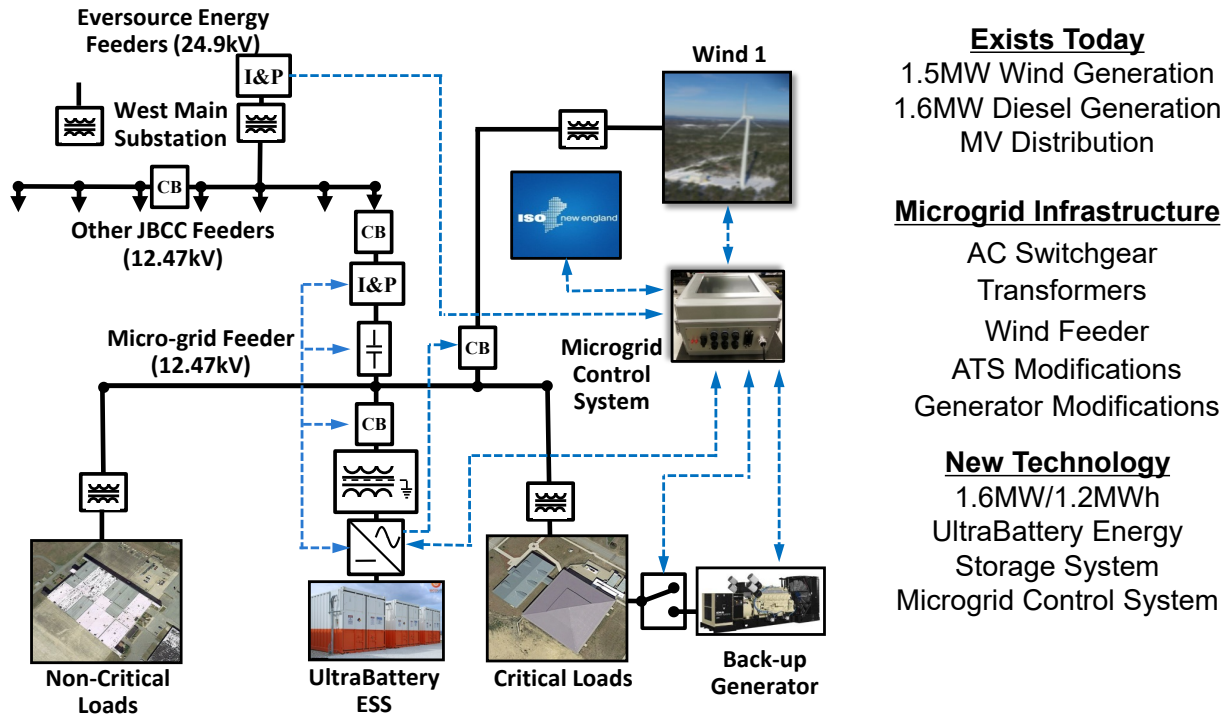 Eversource Energy
Feeders (24.9kV)
I&P
West Main
Substation
CB
Other JBCC Feeders
(12.47kV)
CB
I&P
Micro-grid Feeder
(12.47kV)
CB
CB
Wind 1
ISO new england
Microgrid
Control
System
Non-Critical
Loads
UltraBattery
ESS
Critical Loads
Back-up
Generator
Exists Today
1.5MW Wind Generation
1.6MW Diesel Generation
MV Distribution
Microgrid Infrastructure
AC Switchgear
Transformers
Wind Feeder
ATS Modifications
Generator Modifications
New Technology
1.6MW/1.2MWh
UltraBattery Energy
Storage System
Microgrid Control System